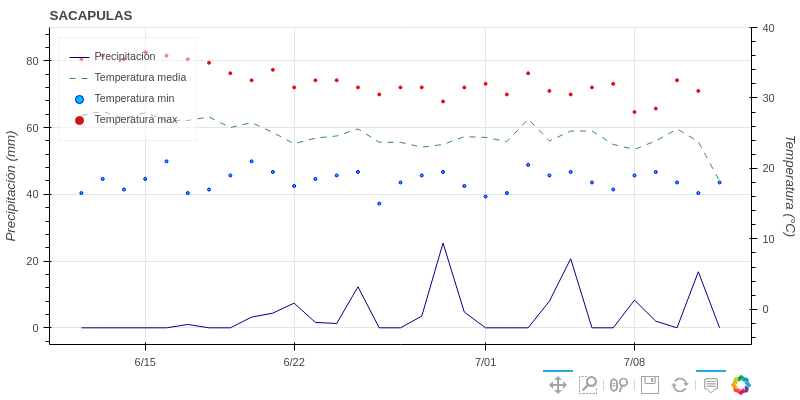 SACAPULAS
Precipitación
Temperatura media
Temperatura min
Temperatura max
Precipitación (mm)
80
60
40
20
0
Temperatura (°C)
40
30
20
10
0
6/15
6/22
7/01
7/08